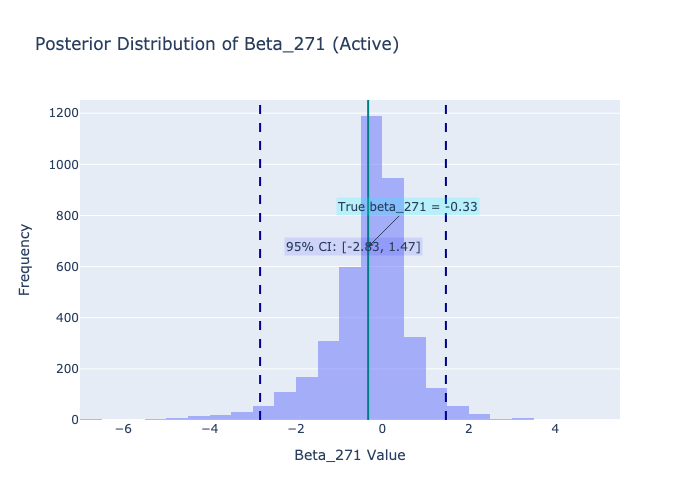 Posterior Distribution of Beta_271 (Active)
1200
1000
800
600
400
200
0
Frequency
True beta_271 = -0.33
95% CI: [-2.83, 1.47]
−6
−4
−2
0
2
4
Beta_271 Value